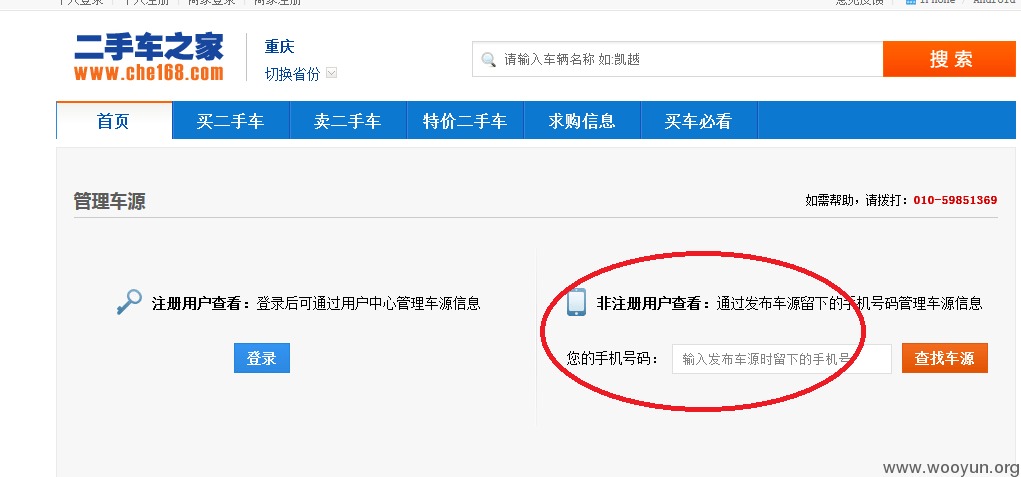 个人登录 个人注册 商家登录 商家注册 意见反馈 iPhone / Android
二手车之家 重庆
www.che168.com 切换省份
请输入车辆名称 如:凯越 搜索
首页 买二手车 卖二手车 特价二手车 求购信息 买车必看
管理车源 如需帮助，请拨打：010-59851369
注册用户查看：登录后可通过用户中心管理车源信息 非注册用户查看：通过发布车源留下的手机号码管理车源信息
登录 您的手机号码： 输入发布车源时留下的手机号 查找车源
www.wooyun.org